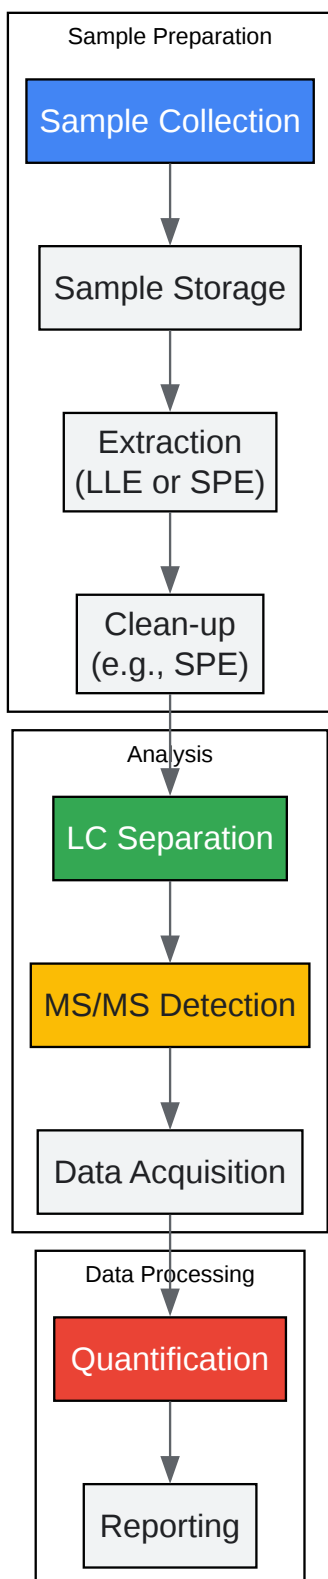 Sample Preparation
Sample Collection
Sample Storage
Extraction
(LLE or SPE)
Clean-up
(e.g., SPE)
Analysis
LC Separation
MS/MS Detection
Data Acquisition
Data Processing
Quantification
Reporting